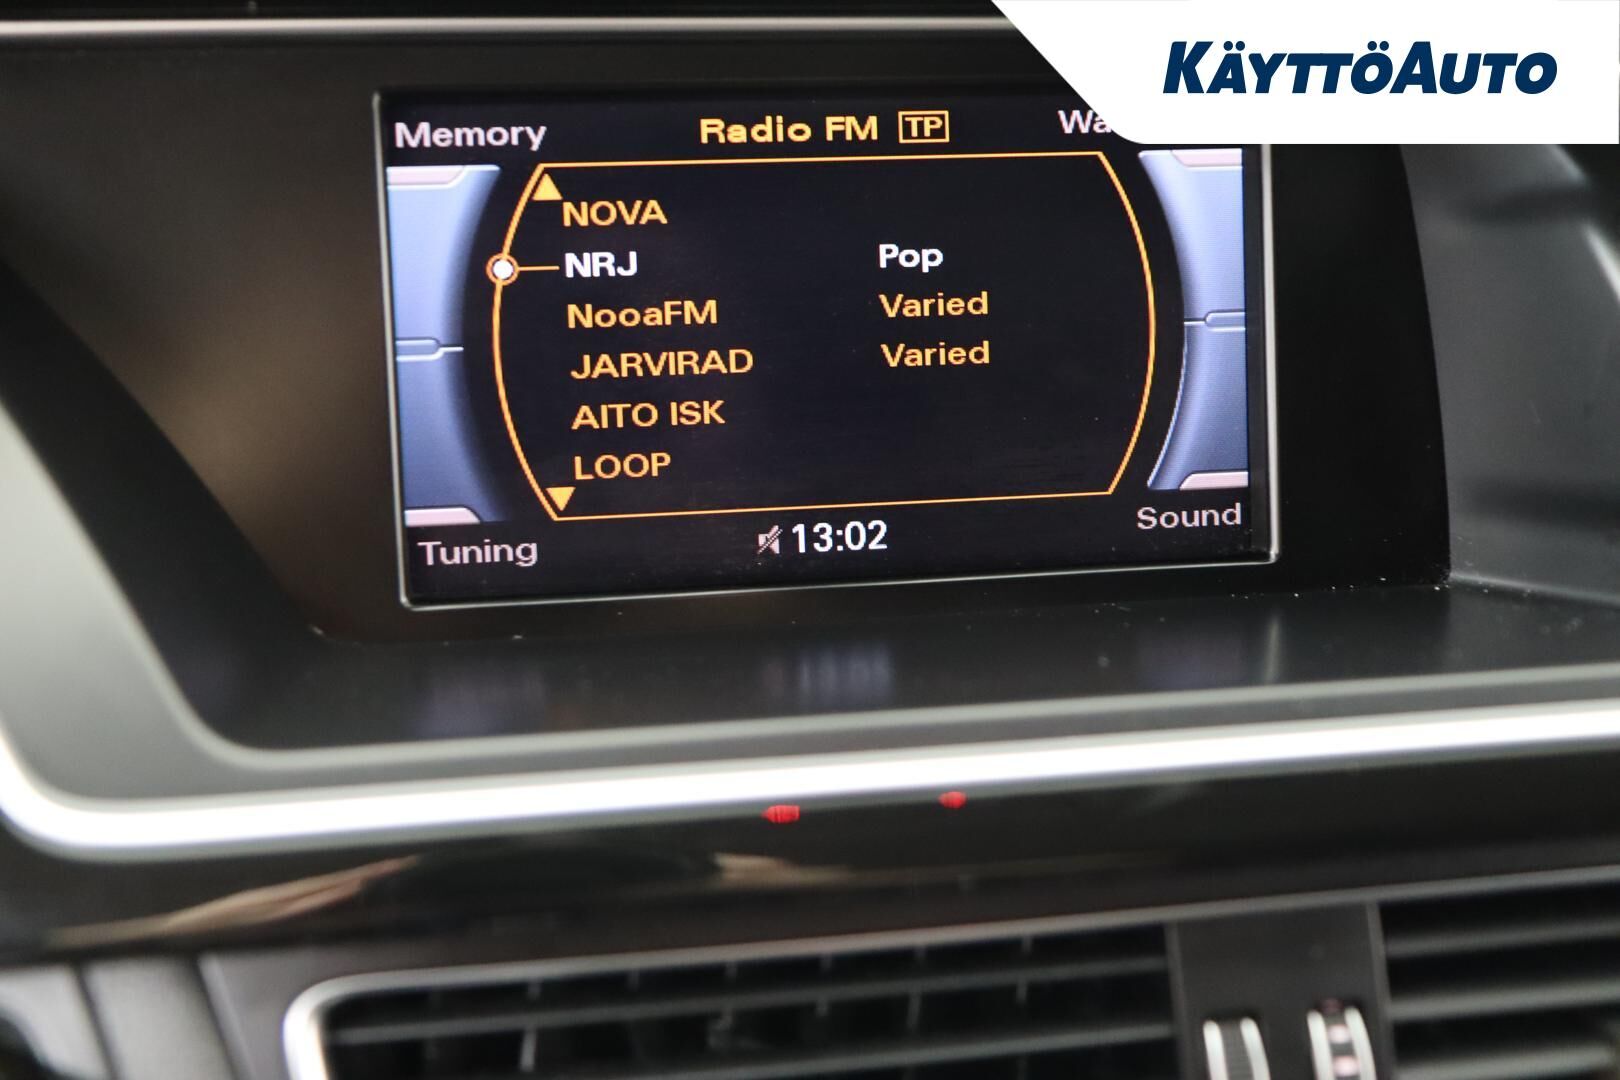 KÄYTTÖAUTO
Memory
Radio FM TP
NOVA
NRJ Pop
NooaFM Varied
JARVIRAD Varied
AITO ISK
LOOP
13:02
Tuning
Sound